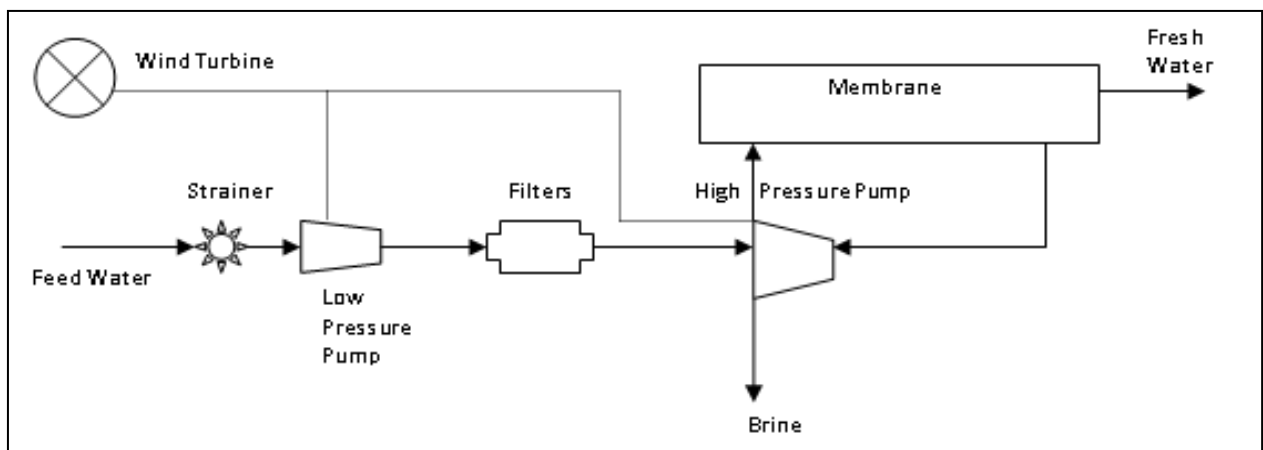 Wind Turbine
Fresh
Water
Membrane
Strainer
Filters
High Pressure Pump
Feed Water
Low
Pressure
Pump
Brine